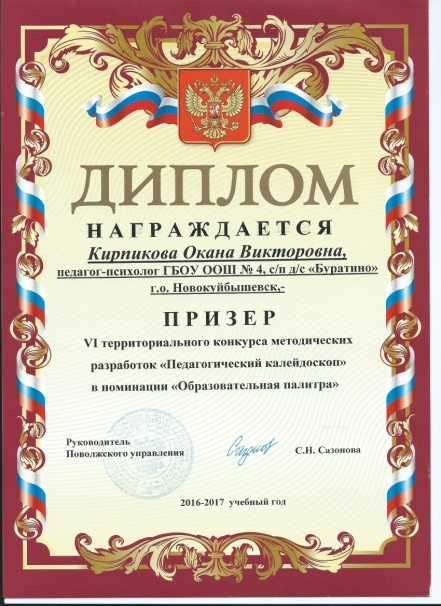 ДИПЛОМ
НАГРАЖДАЕТСЯ
Кирпикова Окана Викторовна,
педагог-психолог ГБОУ ООШ № 4, с/п д/с «Буратино»
г.о. Новокуйбышевск,-
ПРИЗЕР
VI территориального конкурса методических
разработок «Педагогический калейдоскоп»
в номинации «Образовательная палитра»
Руководитель
Поволжского управления
С.Н. Сазонова
2016-2017 учебный год